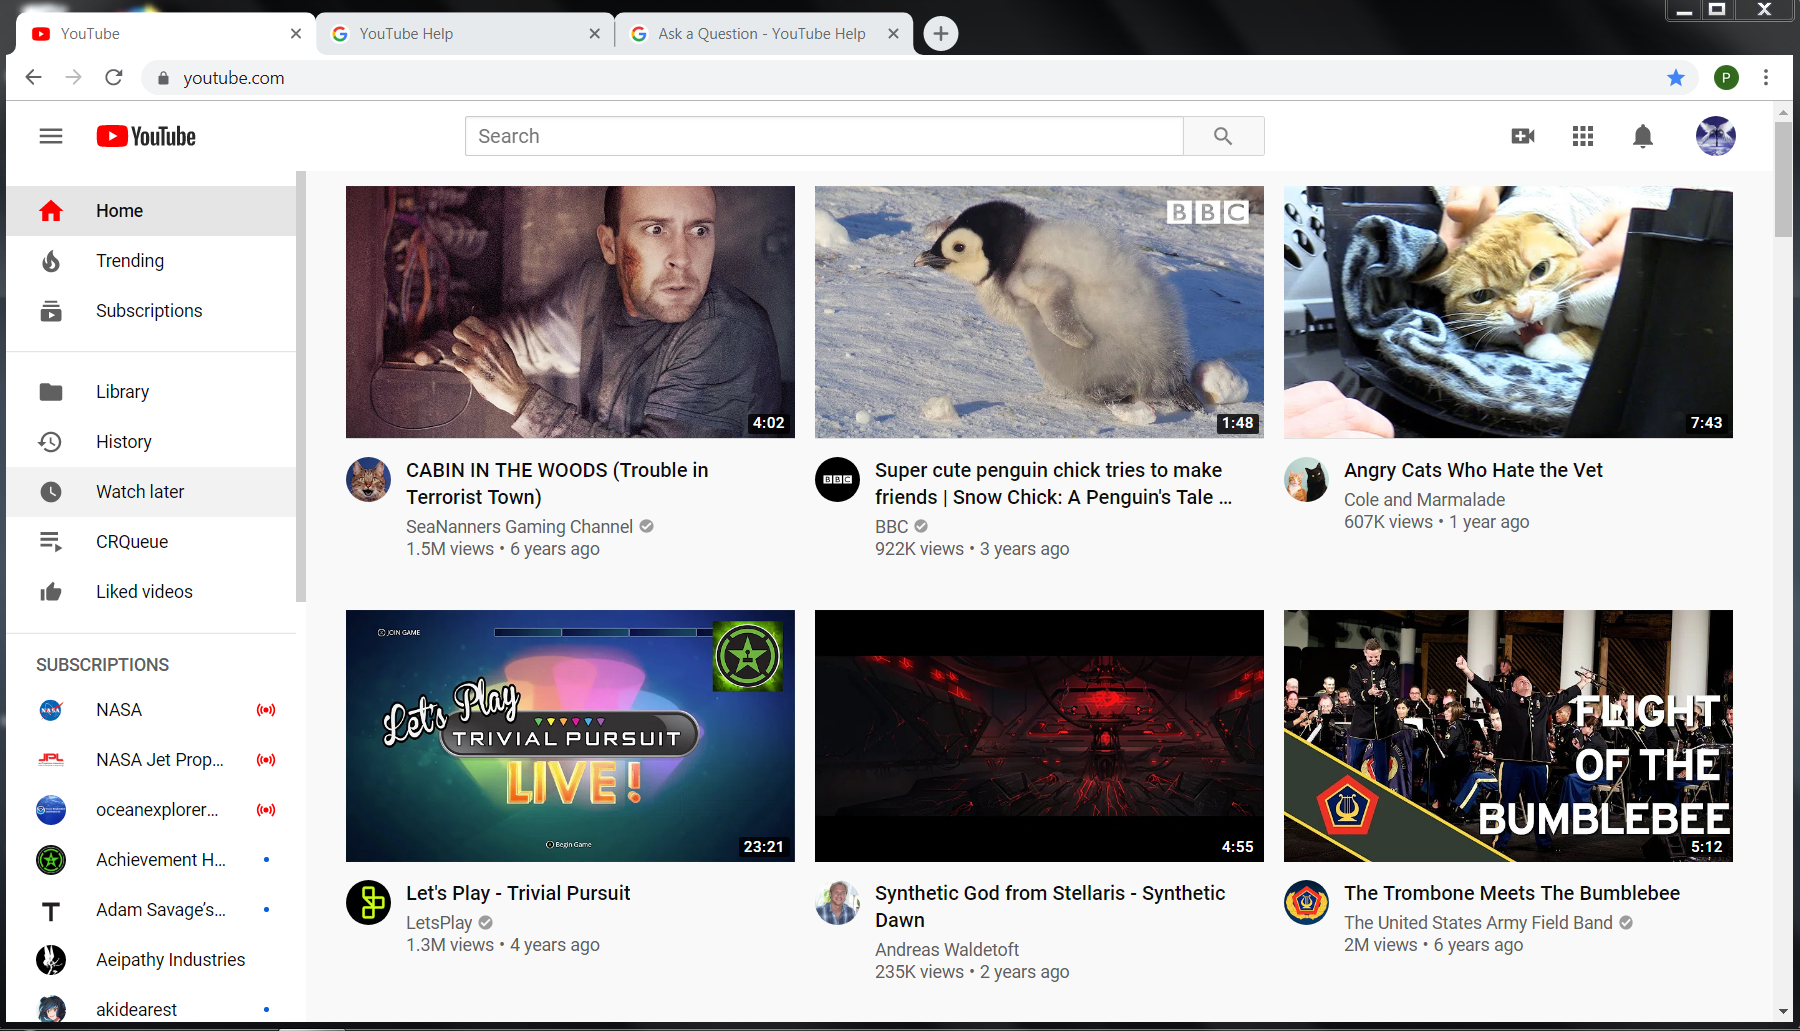 YouTube
YouTube Help
Ask a Question - YouTube Help
youtube.com
P
YouTube
Search
Home
Trending
Subscriptions
Library
History
Watch later
CRQueue
Liked videos
SUBSCRIPTIONS
NASA
NASA Jet Prop...
oceanexplorer...
Achievement H...
Adam Savage's...
Aeipathy Industries
akidearest
4:02
CABIN IN THE WOODS (Trouble in
Terrorist Town)
SeaNanners Gaming Channel
1.5M views • 6 years ago
BBC
1:48
BBC
Super cute penguin chick tries to make
friends | Snow Chick: A Penguin's Tale ...
BBC
922K views • 3 years ago
7:43
Angry Cats Who Hate the Vet
Cole and Marmalade
607K views • 1 year ago
JOIN GAME
Let's Play
TRIVIAL PURSUIT
LIVE!
Begin Game
23:21
Let's Play - Trivial Pursuit
LetsPlay
1.3M views • 4 years ago
4:55
Synthetic God from Stellaris - Synthetic
Dawn
Andreas Waldetoft
235K views • 2 years ago
FLIGHT
OF THE
BUMBLEBEE
5:12
The Trombone Meets The Bumblebee
The United States Army Field Band
2M views • 6 years ago
NASA
JPL
T